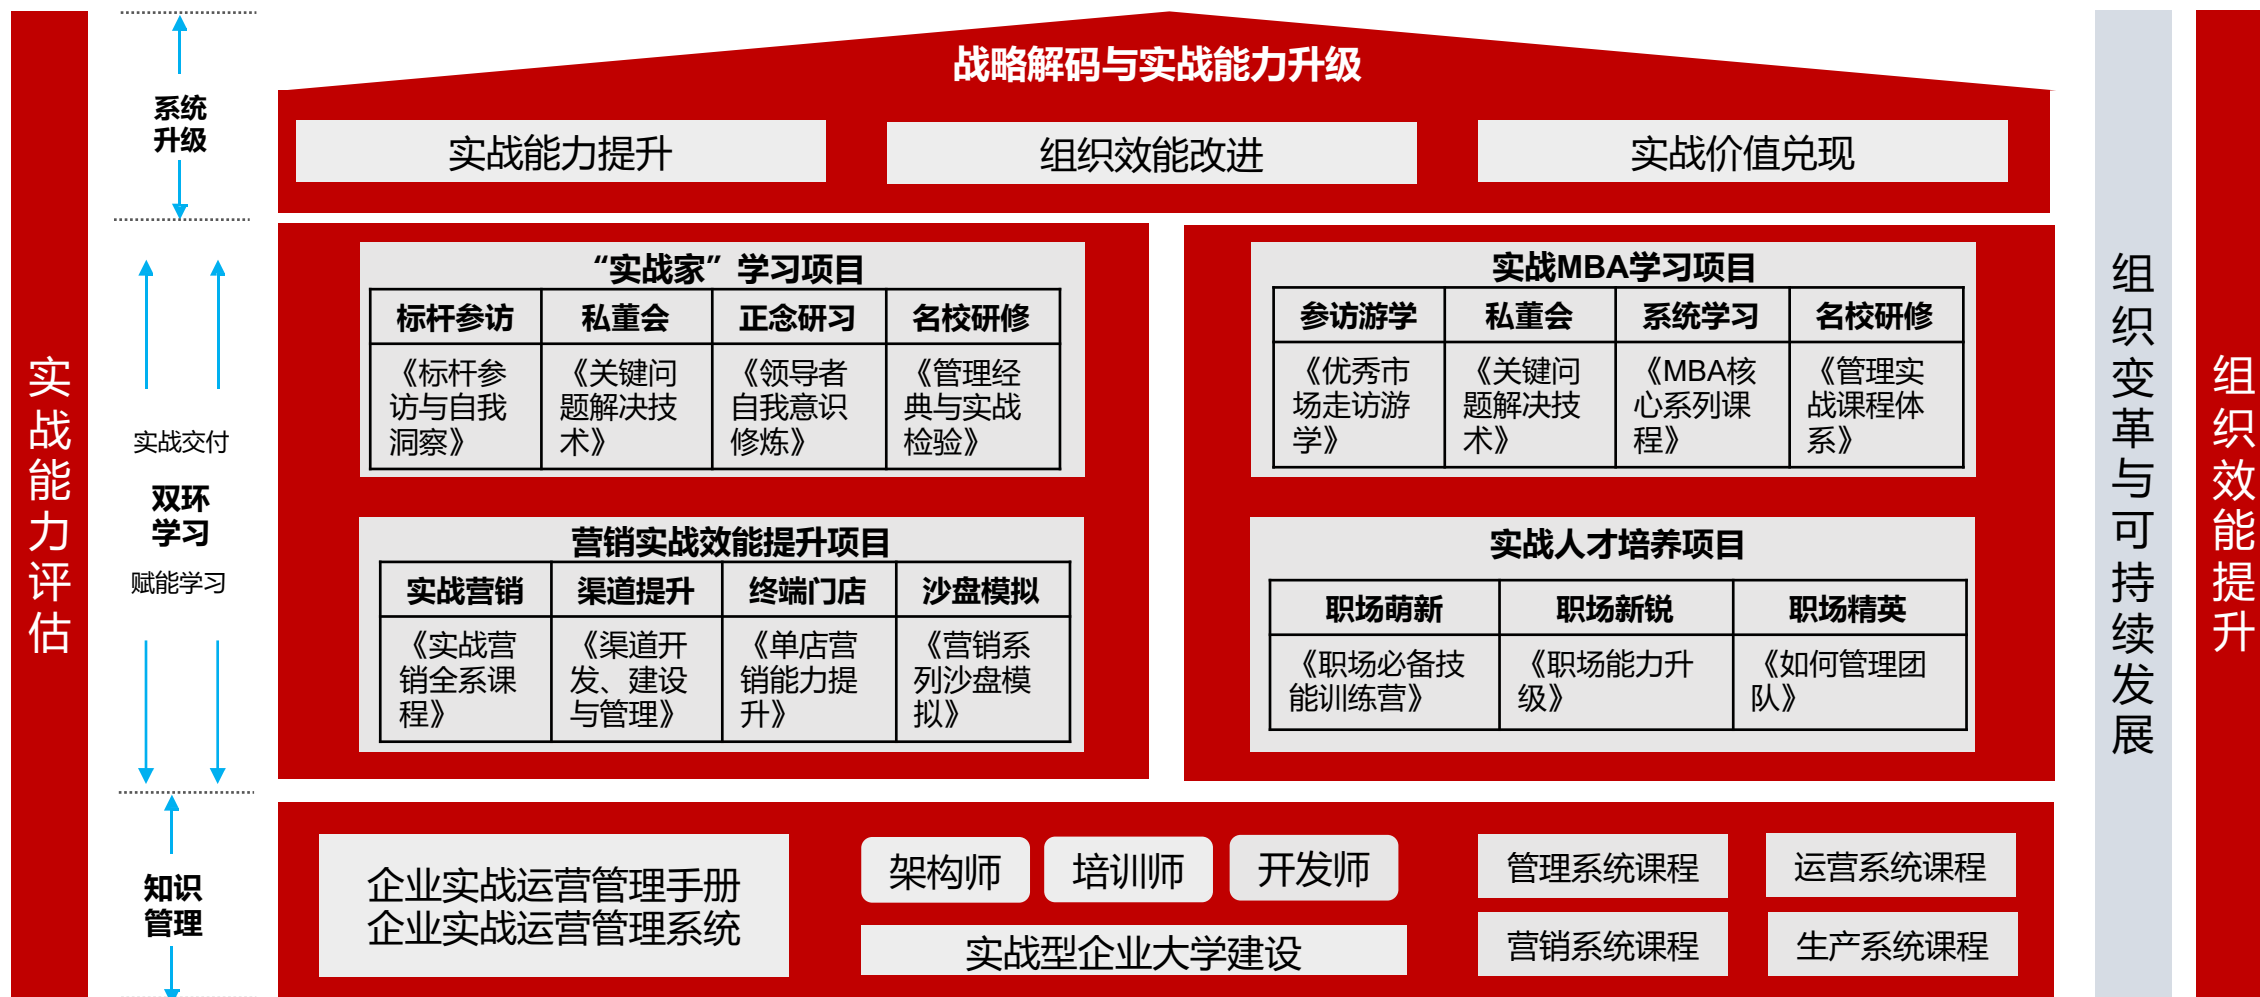 战略解码与实战能力升级
实战能力提升
组织效能改进
实战价值兑现
实战能力评估
系统
升级
实战交付
双环
学习
赋能学习
知识
管理
“实战家”学习项目
标杆参访
私董会
正念研习
名校研修
《标杆参
访与自我
洞察》
《关键问
题解决技
术》
《领导者
自我意识
修炼》
《管理经
典与实战
检验》
实战MBA学习项目
参访游学
私董会
系统学习
名校研修
《优秀市
场走访游
学》
《关键问
题解决技
术》
《MBA核
心系列课
程》
《管理实
战课程体
系》
营销实战效能提升项目
实战营销
渠道提升
终端门店
沙盘模拟
《实战营
销全系课
程》
《渠道开
发、建设
与管理》
《单店营
销能力提
升》
《营销系
列沙盘模
拟》
实战人才培养项目
职场萌新
职场新锐
职场精英
《职场必备技
能训练营》
《职场能力升
级》
《如何管理团
队》
企业实战运营管理手册
企业实战运营管理系统
架构师
培训师
开发师
实战型企业大学建设
管理系统课程
运营系统课程
营销系统课程
生产系统课程
组织变革与可持续发展
组织效能提升